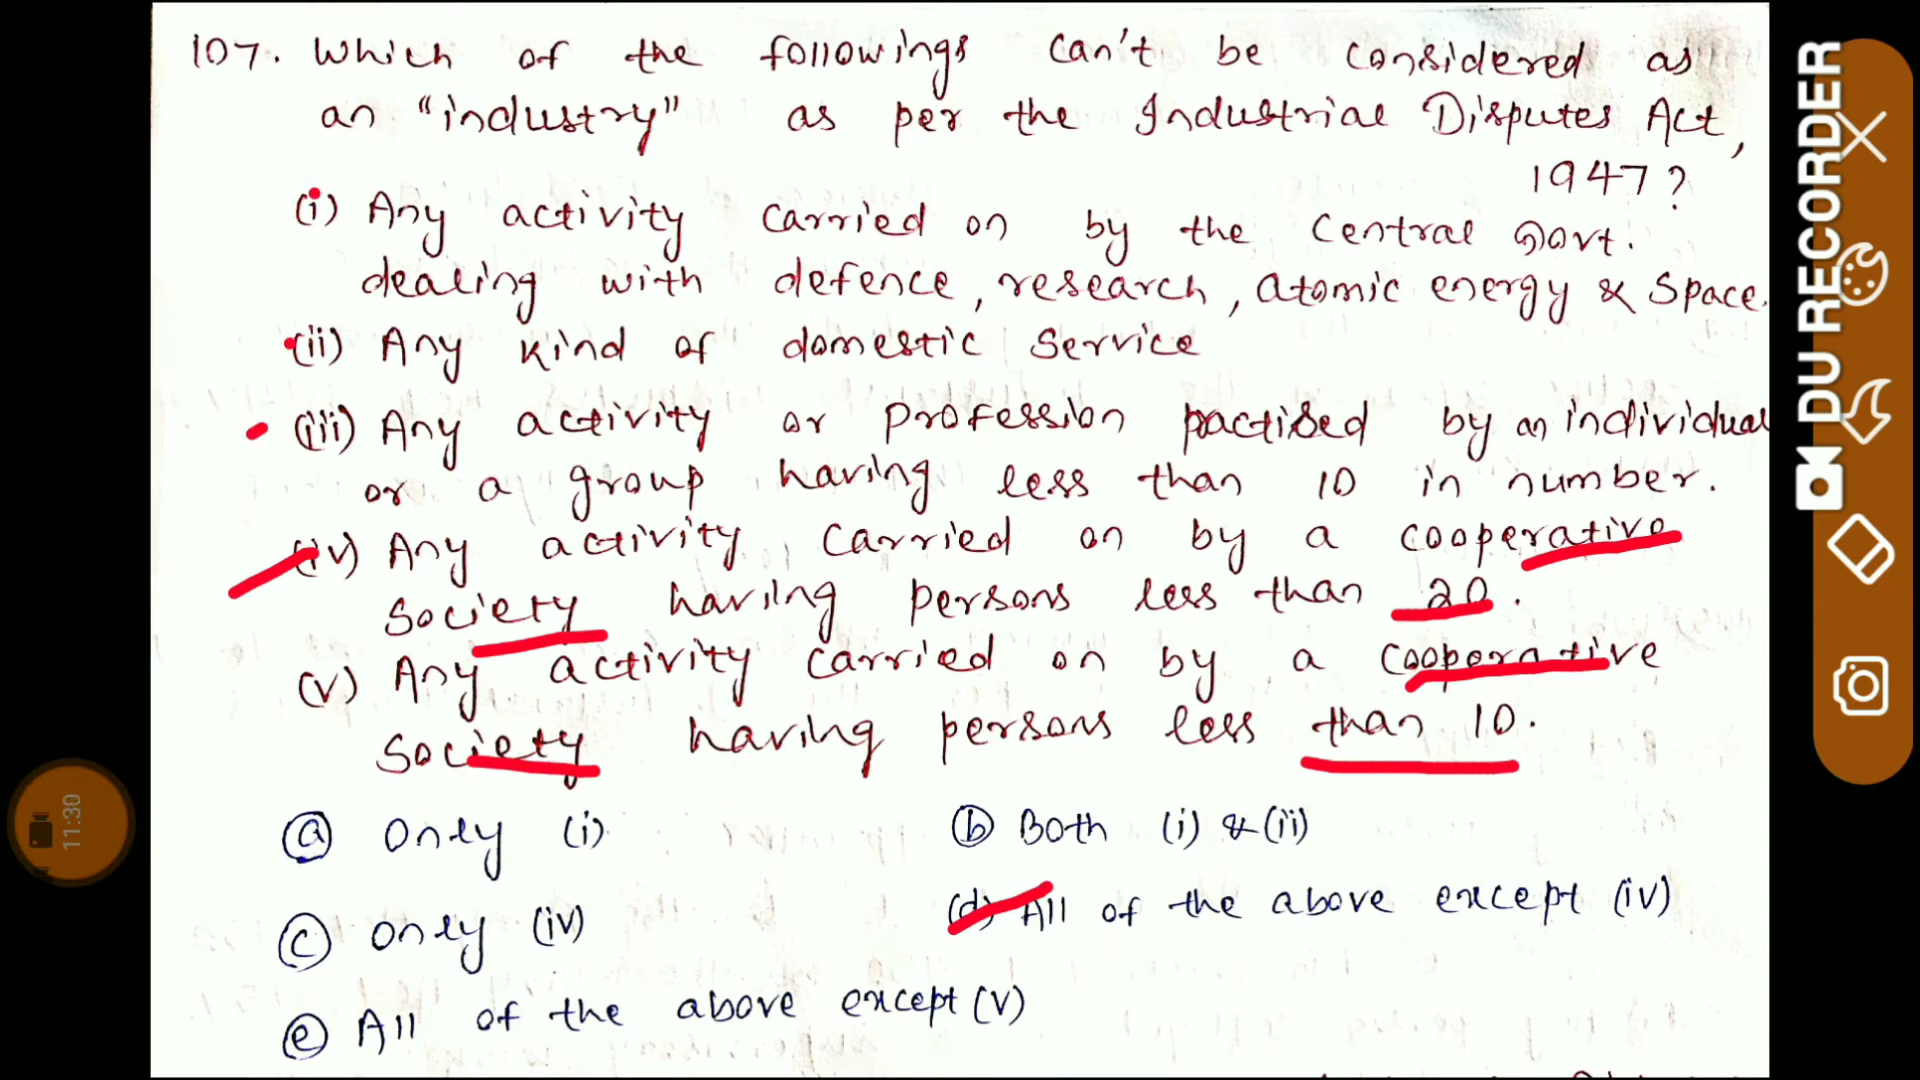 107. Which of the followings can't be considered as
an "industry" as per the Industrial Disputes Act,
1947?
(i) Any activity carried on by the Central Govt.
dealing with defence, research, atomic energy & Space.
(ii) Any kind of domestic Service
(iii) Any activity or profession practised by an individual
or a group having less than 10 in number.
(iv) Any activity carried on by a cooperative
Society having persons less than 20.
(v) Any activity carried on by a cooperative
Society having persons less than 10.
(a) Only (i)
(b) Both (i) & (ii)
(c) Only (iv)
(d) All of the above except (iv)
(e) All of the above except (v)
DU RECORDER
11:30